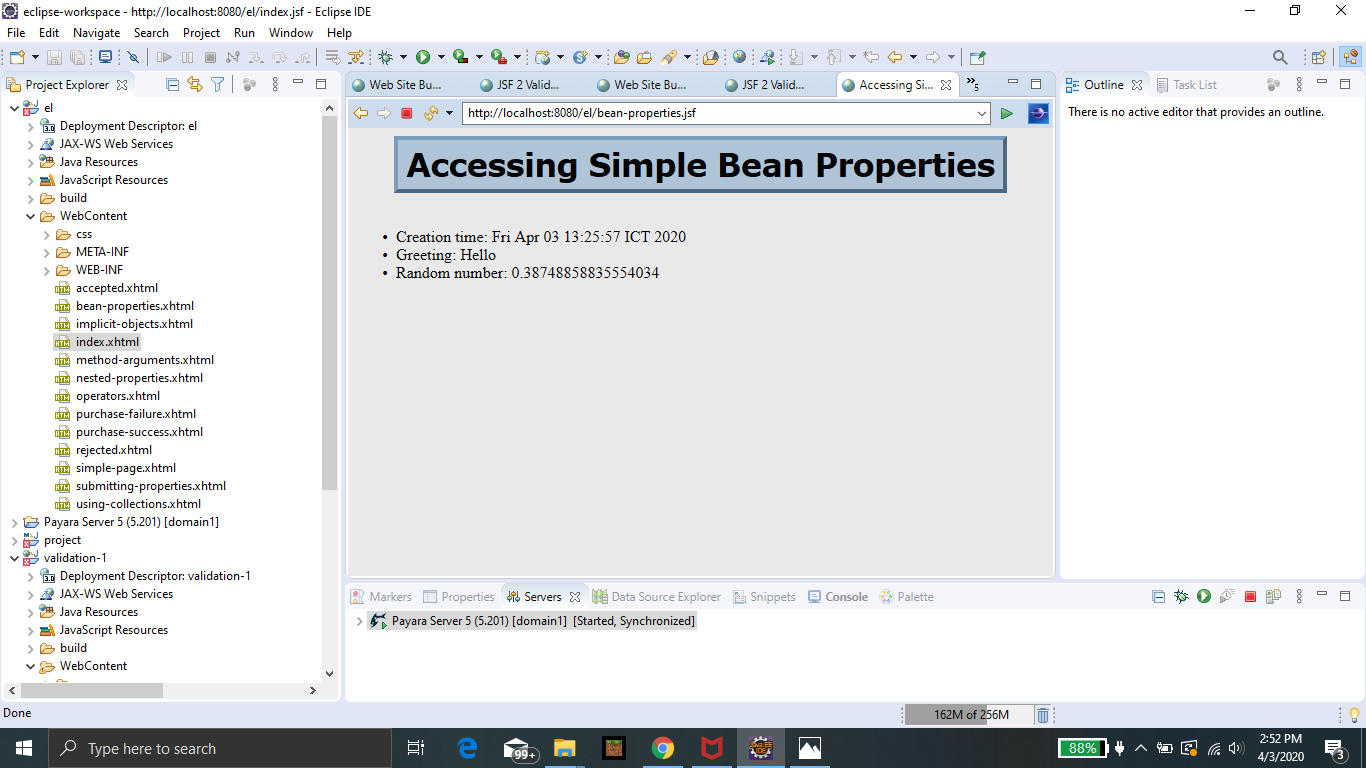 eclipse-workspace - http://localhost:8080/el/index.jsf - Eclipse IDE
File Edit Navigate Search Project Run Window Help
Project Explorer
el
Deployment Descriptor: el
JAX-WS Web Services
Java Resources
JavaScript Resources
build
WebContent
css
META-INF
WEB-INF
accepted.xhtml
bean-properties.xhtml
implicit-objects.xhtml
index.xhtml
method-arguments.xhtml
nested-properties.xhtml
operators.xhtml
purchase-failure.xhtml
purchase-success.xhtml
rejected.xhtml
simple-page.xhtml
submitting-properties.xhtml
using-collections.xhtml
Payara Server 5 (5.201) [domain1]
project
validation-1
Deployment Descriptor: validation-1
JAX-WS Web Services
Java Resources
JavaScript Resources
build
WebContent
Web Site Bu... JSF 2 Valid... Web Site Bu... JSF 2 Valid... Accessing Si... »5
http://localhost:8080/el/bean-properties.jsf
Accessing Simple Bean Properties
• Creation time: Fri Apr 03 13:25:57 ICT 2020
• Greeting: Hello
• Random number: 0.38748858835554034
Outline Task List
There is no active editor that provides an outline.
Markers Properties Servers Data Source Explorer Snippets Console Palette
Payara Server 5 (5.201) [domain1] [Started, Synchronized]
Done
162M of 256M
Type here to search
99+
88%
2:52 PM
4/3/2020
3